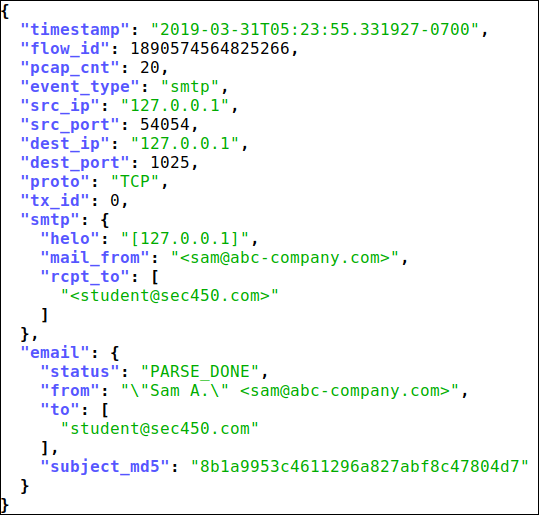 {
  "timestamp": "2019-03-31T05:23:55.331927-0700",
  "flow_id": 1890574564825266,
  "pcap_cnt": 20,
  "event_type": "smtp",
  "src_ip": "127.0.0.1",
  "src_port": 54054,
  "dest_ip": "127.0.0.1",
  "dest_port": 1025,
  "proto": "TCP",
  "tx_id": 0,
  "smtp": {
    "helo": "[127.0.0.1]",
    "mail_from": "<sam@abc-company.com>",
    "rcpt_to": [
      "<student@sec450.com>"
    ]
  },
  "email": {
    "status": "PARSE_DONE",
    "from": "\"Sam A.\" <sam@abc-company.com>",
    "to": [
      "student@sec450.com"
    ],
    "subject_md5": "8b1a9953c4611296a827abf8c47804d7"
  }
}